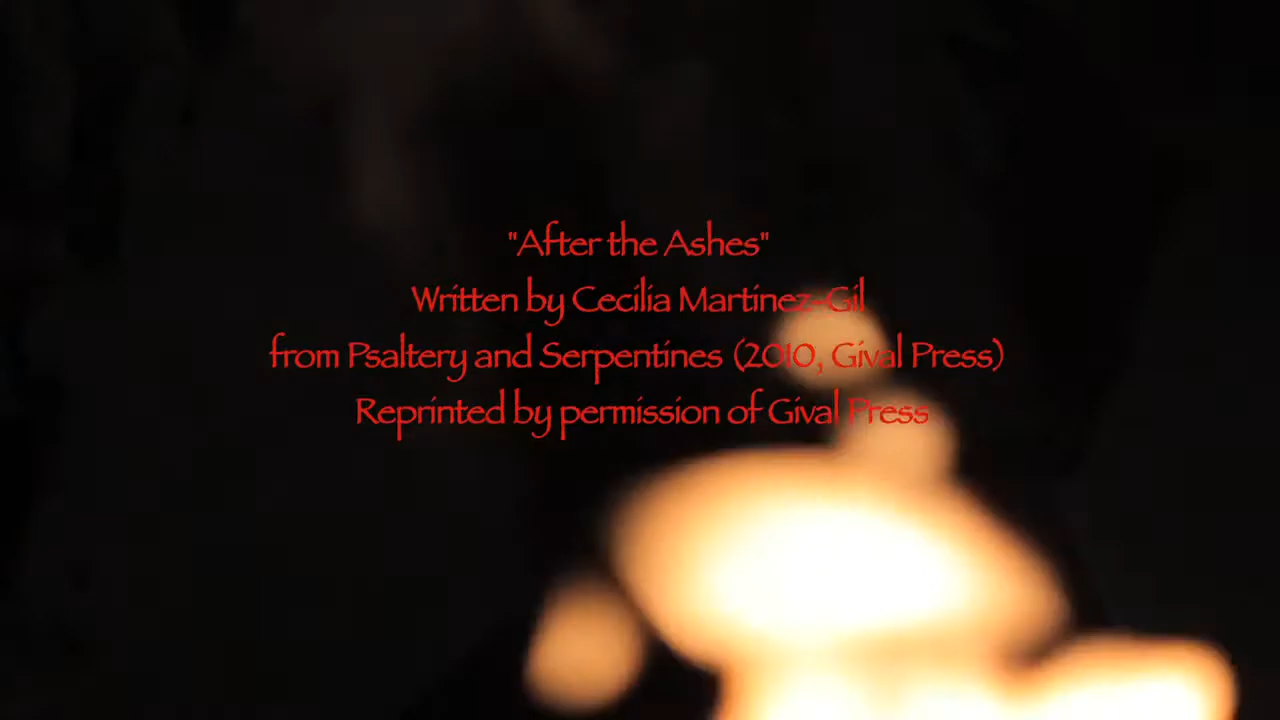 "After the Ashes"
Written by Cecilia Martinez-Gil
from Psaltery and Serpentines (2010, Gival Press)
Reprinted by permission of Gival Press